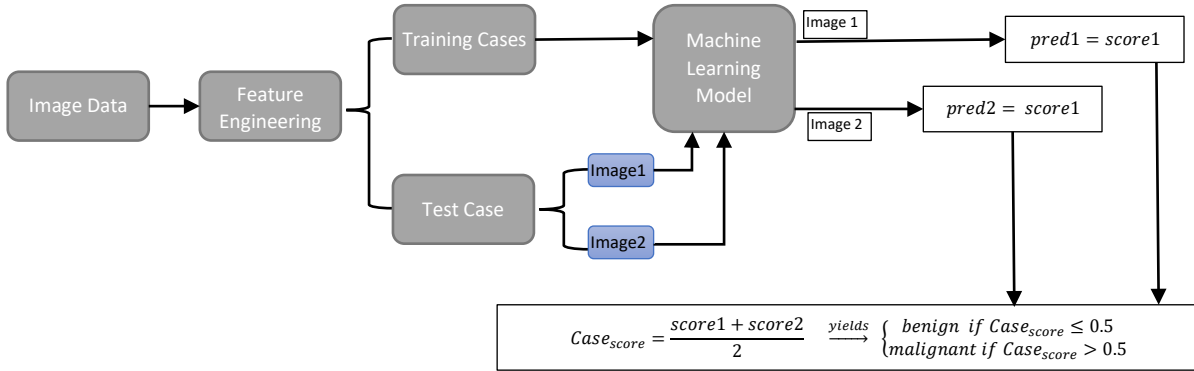 Image Data
Feature
Engineering
Training Cases
Test Case
Image1
Image2
Machine
Learning
Model
Image 1
Image 2
pred1 = score1
pred2 = score1
Case_score = (score1 + score2)/2 yields → { benign if Case_score ≤ 0.5
malignant if Case_score > 0.5